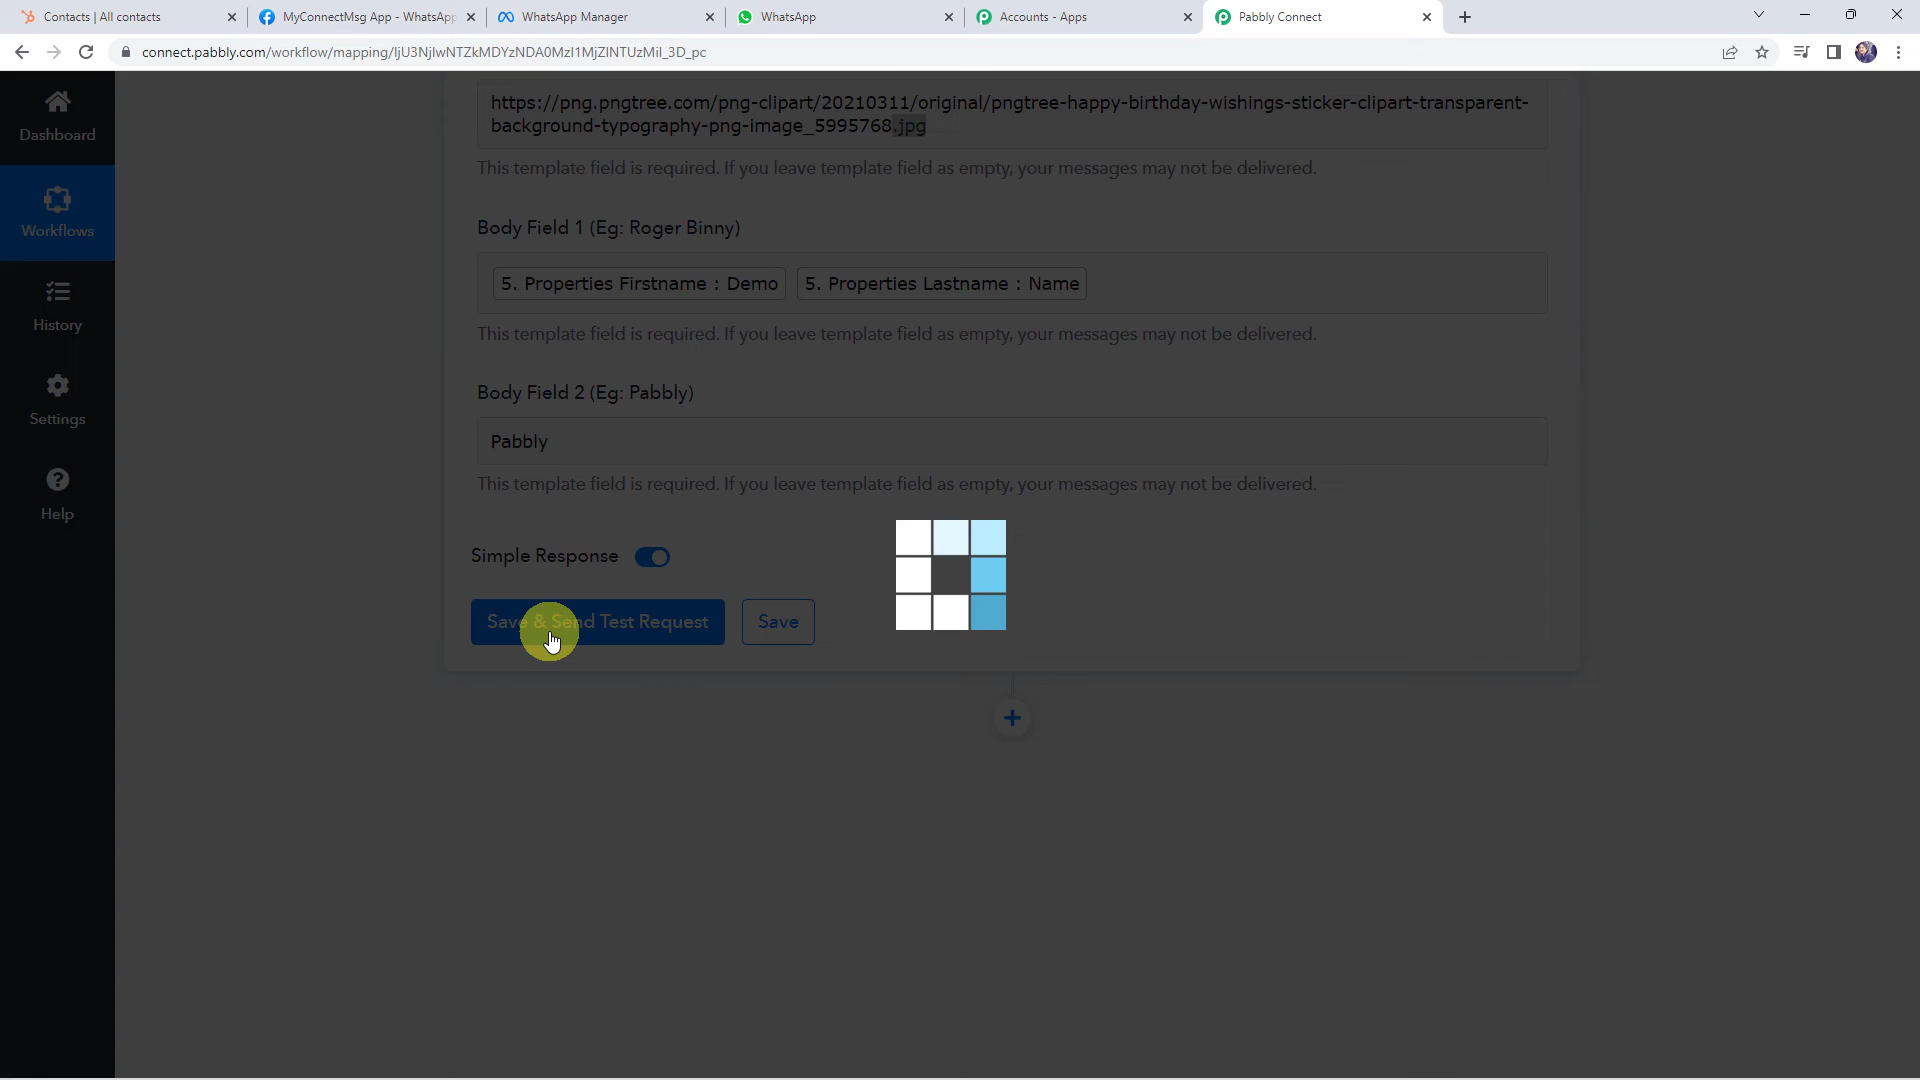 Contacts | All contacts
MyConnectMsg App - WhatsApp
WhatsApp Manager
WhatsApp
Accounts - Apps
Pabbly Connect
connect.pabbly.com/workflow/mapping/IjU3NjIwNTZkMDYzNDA0MzI1MjZlNTUzMiI_3D_pc
Dashboard
Workflows
History
Settings
Help
https://png.pngtree.com/png-clipart/20210311/original/pngtree-happy-birthday-wishings-sticker-clipart-transparent-
background-typography-png-image_5995768.jpg
This template field is required. If you leave template field as empty, your messages may not be delivered.
Body Field 1 (Eg: Roger Binny)
5. Properties Firstname : Demo 5. Properties Lastname : Name
This template field is required. If you leave template field as empty, your messages may not be delivered.
Body Field 2 (Eg: Pabbly)
Pabbly
This template field is required. If you leave template field as empty, your messages may not be delivered.
Simple Response
Save & Send Test Request Save